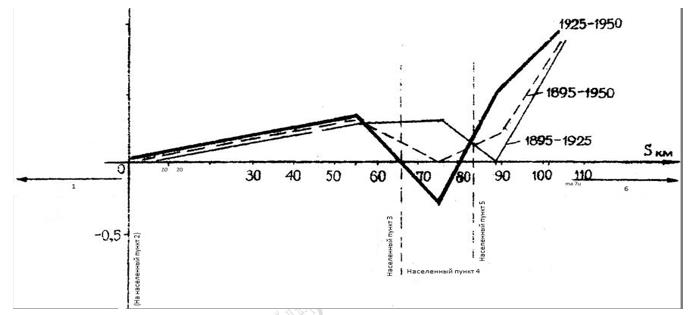 1925-1950
1895-1950
1895-1925
S км
0
10 20 30 40 50 60 70 80 90 100 110
1
6
-0,5
(На населенный пункт 2)
Населенный пункт 3
Населенный пункт 4
Населенный пункт 5